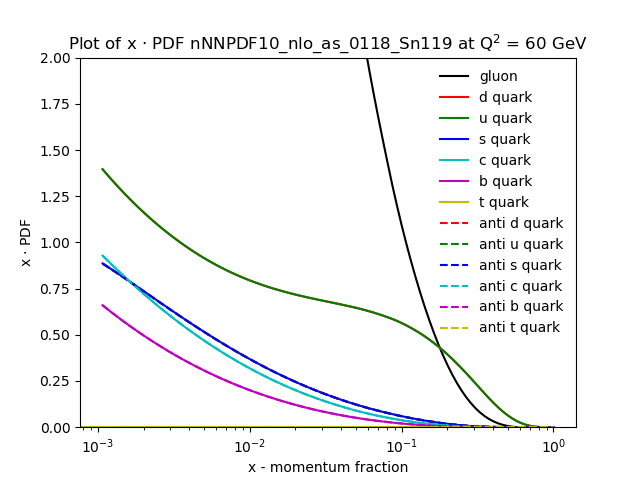 Plot of x · PDF nNNPDF10_nlo_as_0118_Sn119 at Q² = 60 GeV
2.00
1.75
1.50
1.25
1.00
0.75
0.50
0.25
0.00
x · PDF
gluon
d quark
u quark
s quark
c quark
b quark
t quark
anti d quark
anti u quark
anti s quark
anti c quark
anti b quark
anti t quark
10⁻³ 10⁻² 10⁻¹ 10⁰
x - momentum fraction